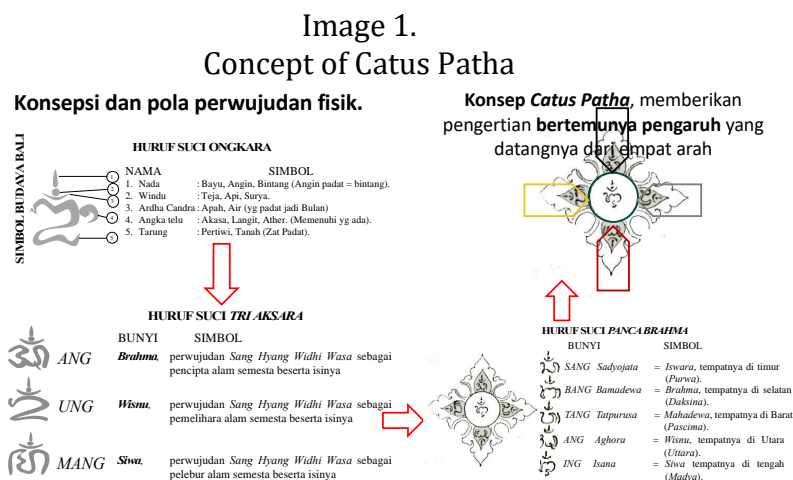 Image 1.
Concept of Catus Patha
Konsepsi dan pola perwujudan fisik.
SIMBOL BUDAYA BALI
HURUF SUCI ONGKARA
NAMA SIMBOL
1. Nada : Bayu, Angin, Bintang (Angin padat = bintang).
2. Windu : Teja, Api, Surya.
3. Ardha Candra : Apah, Air (yg padat jadi Bulan)
4. Angka telu : Akasa, Langit, Ather. (Memenuhi yg ada).
5. Tarung : Pertiwi, Tanah (Zat Padat).
1
2
3
4
5
HURUF SUCI TRI AKSARA
BUNYI SIMBOL
ANG Brahma, perwujudan Sang Hyang Widhi Wasa sebagai
pencipta alam semesta beserta isinya
UNG Wisnu, perwujudan Sang Hyang Widhi Wasa sebagai
pemelihara alam semesta beserta isinya
MANG Siwa, perwujudan Sang Hyang Widhi Wasa sebagai
pelebur alam semesta beserta isinya
Konsep Catus Patha, memberikan
pengertian bertemunya pengaruh yang
datangnya dari empat arah
HURUF SUCI PANCA BRAHMA
BUNYI SIMBOL
SANG Sadyojata = Iswara, tempatnya di timur
(Purwa).
BANG Bamadewa = Brahma, tempatnya di selatan
(Daksina).
TANG Tatpurusa = Mahadewa, tempatnya di Barat
(Pascima).
ANG Aghora = Wisnu, tempatnya di Utara
(Uttara).
ING Isana = Siwa tempatnya di tengah
(Madya).